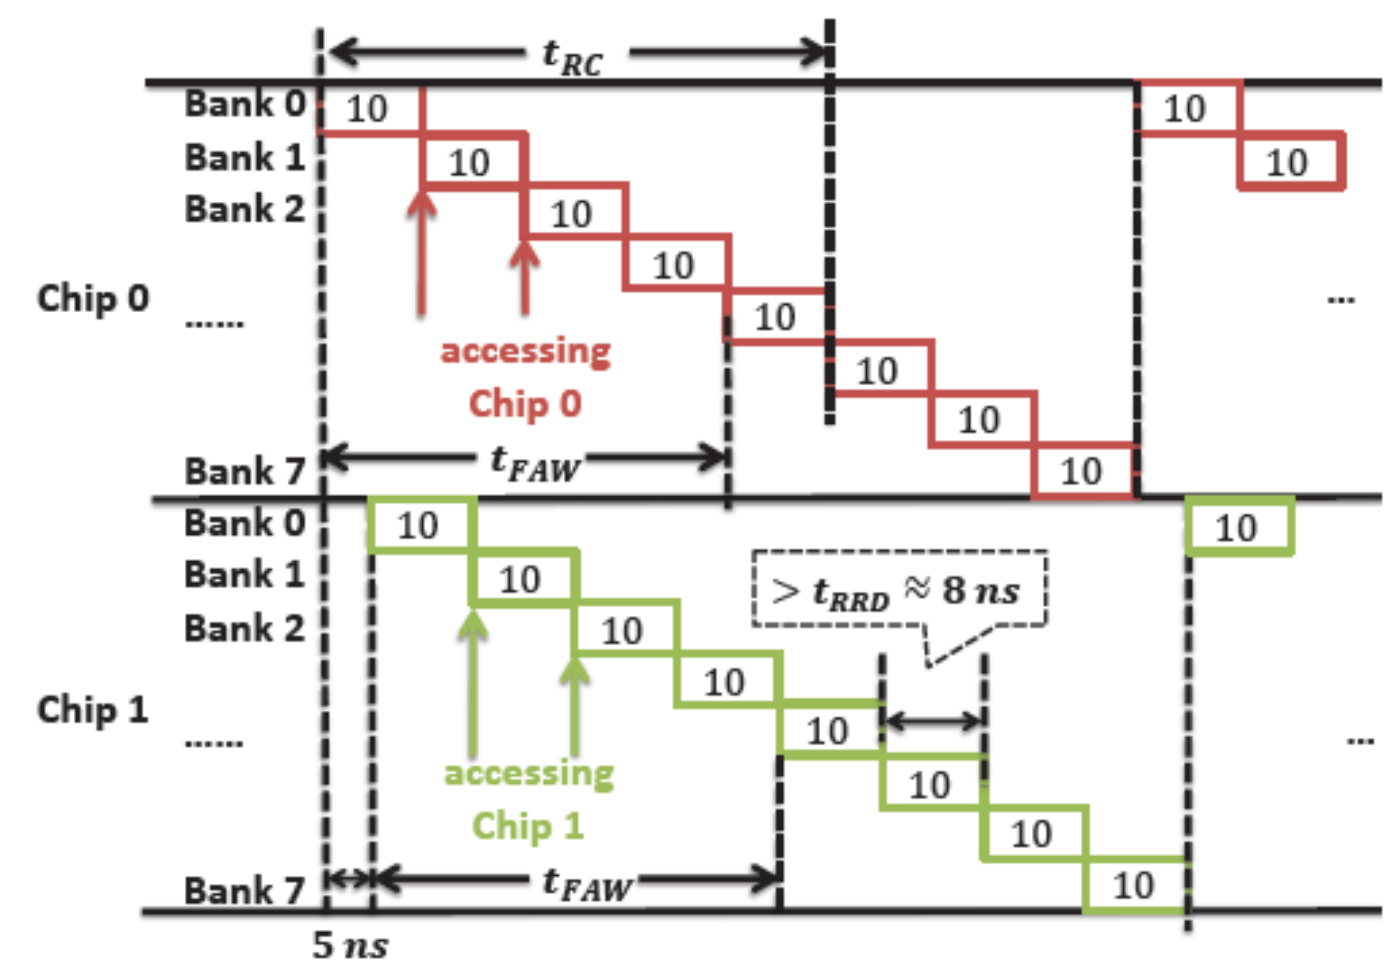 t_RC
Bank 0 10 10
Bank 1 10 10
Bank 2 10
10
Chip 0 …… 10 ...
accessing 10
Chip 0 10
t_FAW
Bank 7 10
Bank 0 10 10
Bank 1 10
> t_RRD ≈ 8 ns
Bank 2 10
10
Chip 1 …… 10 ...
accessing 10
Chip 1 10
t_FAW
Bank 7 10
5 ns